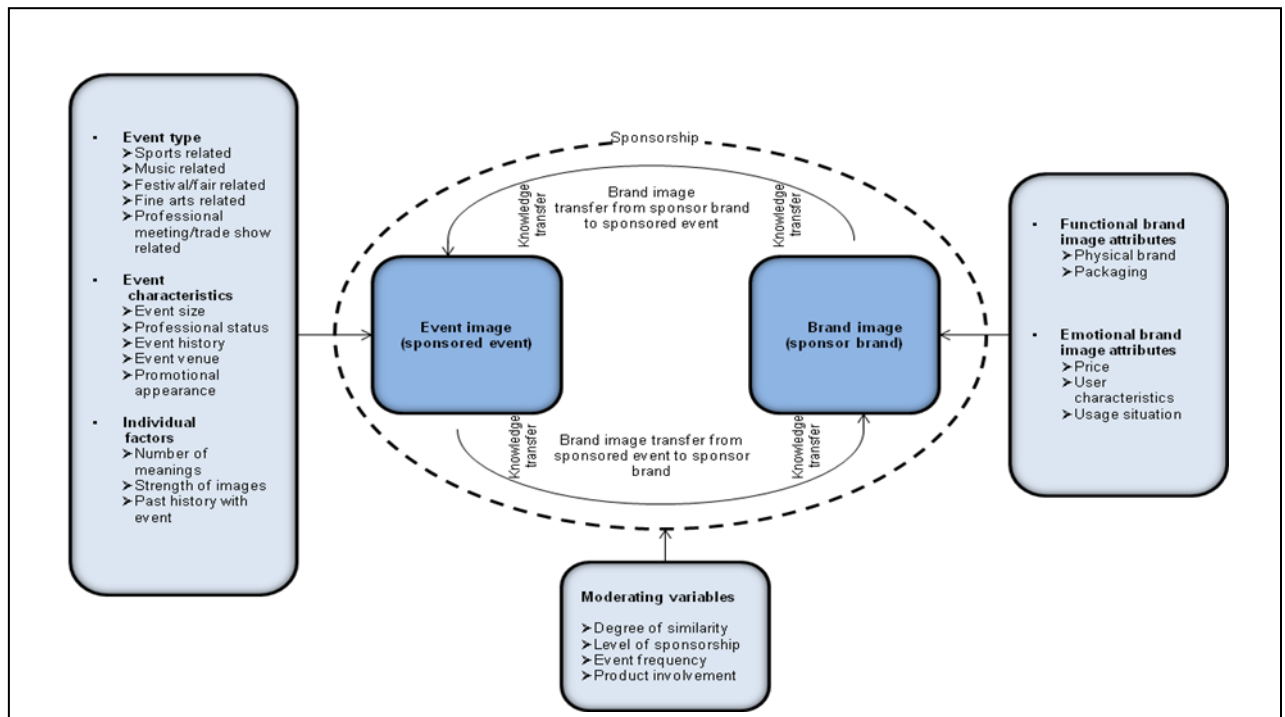 ▪ Event type
➤Sports related
➤Music related
➤Festival/fair related
➤Fine arts related
➤Professional
meeting/trade show
related
▪ Event
characteristics
➤Event size
➤Professional status
➤Event history
➤Event venue
➤Promotional
appearance
▪ Individual
factors
➤Number of
meanings
➤Strength of images
➤Past history with
event
Sponsorship
Knowledge
transfer
Brand image
transfer from sponsor brand
to sponsored event
Knowledge
transfer
Event image
(sponsored event)
Brand image
(sponsor brand)
Knowledge
transfer
Brand image transfer from
sponsored event to sponsor
brand
Knowledge
transfer
▪ Functional brand
image attributes
➤Physical brand
➤Packaging
▪ Emotional brand
image attributes
➤Price
➤User
characteristics
➤Usage situation
Moderating variables
➤Degree of similarity
➤Level of sponsorship
➤Event frequency
➤Product involvement